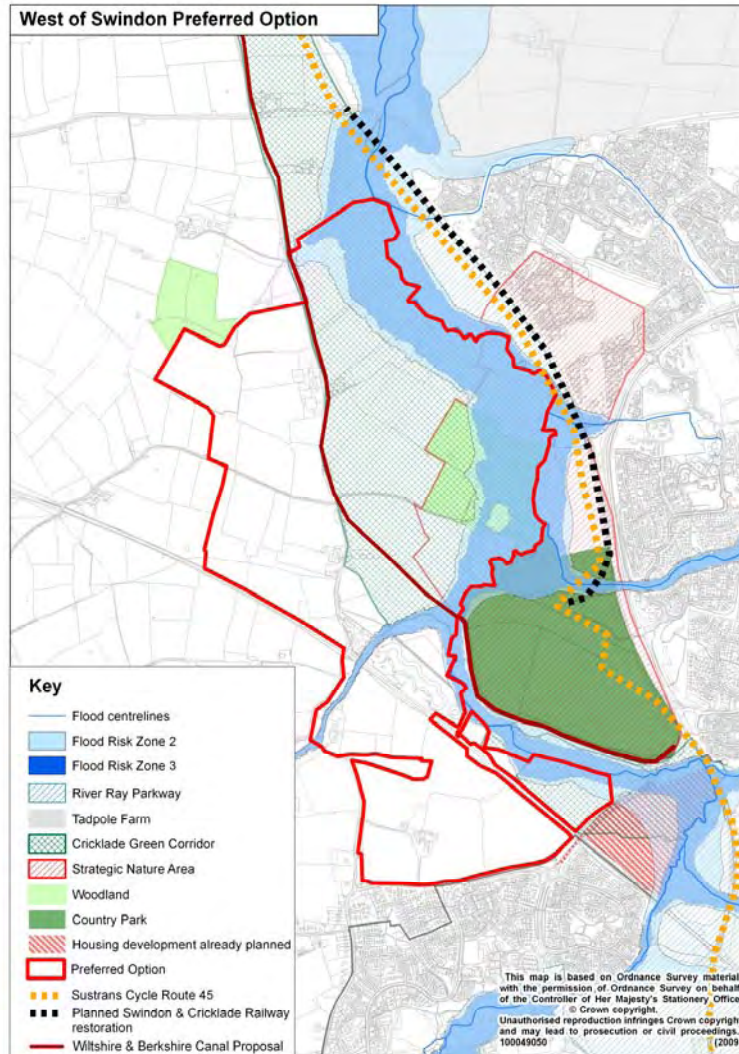 West of Swindon Preferred Option
Key
Flood centrelines
Flood Risk Zone 2
Flood Risk Zone 3
River Ray Parkway
Tadpole Farm
Cricklade Green Corridor
Strategic Nature Area
Woodland
Country Park
Housing development already planned
Preferred Option
Sustrans Cycle Route 45
Planned Swindon & Cricklade Railway
restoration
Wiltshire & Berkshire Canal Proposal
This map is based on Ordnance Survey material
with the permission of Ordnance Survey on behalf
of the Controller of Her Majesty's Stationery Office
© Crown copyright.
Unauthorised reproduction infringes Crown copyright
and may lead to prosecution or civil proceedings.
100049050 (2009)